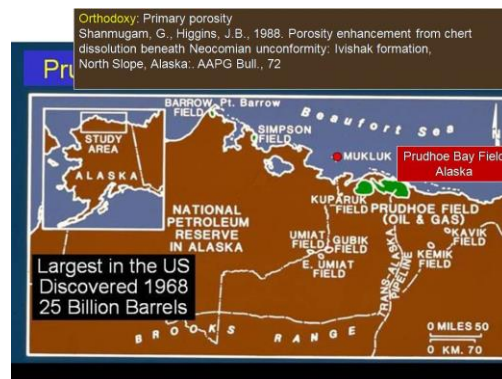 Orthodoxy: Primary porosity
Shanmugam, G., Higgins, J.B., 1988. Porosity enhancement from chert
dissolution beneath Neocomian unconformity: Ivishak formation,
North Slope, Alaska:. AAPG Bull., 72
Pru
BARROW
FIELD
Pt. Barrow
Beaufort Sea
SIMPSON
FIELD
STUDY
AREA
MUKLUK
Prudhoe Bay Field
Alaska
ALASKA
KUPARUK
FIELD
PRUDHOE FIELD
(OIL & GAS)
NATIONAL
PETROLEUM
RESERVE
IN ALASKA
UMIAT
FIELD
GUBIK
FIELD
E. UMIAT
FIELD
KAVIK
FIELD
KEMIK
FIELD
TRANS-ALASKA
PIPELINE
Largest in the US
Discovered 1968
25 Billion Barrels
BROOKS RANGE
0 MILES 50
0 KM. 70